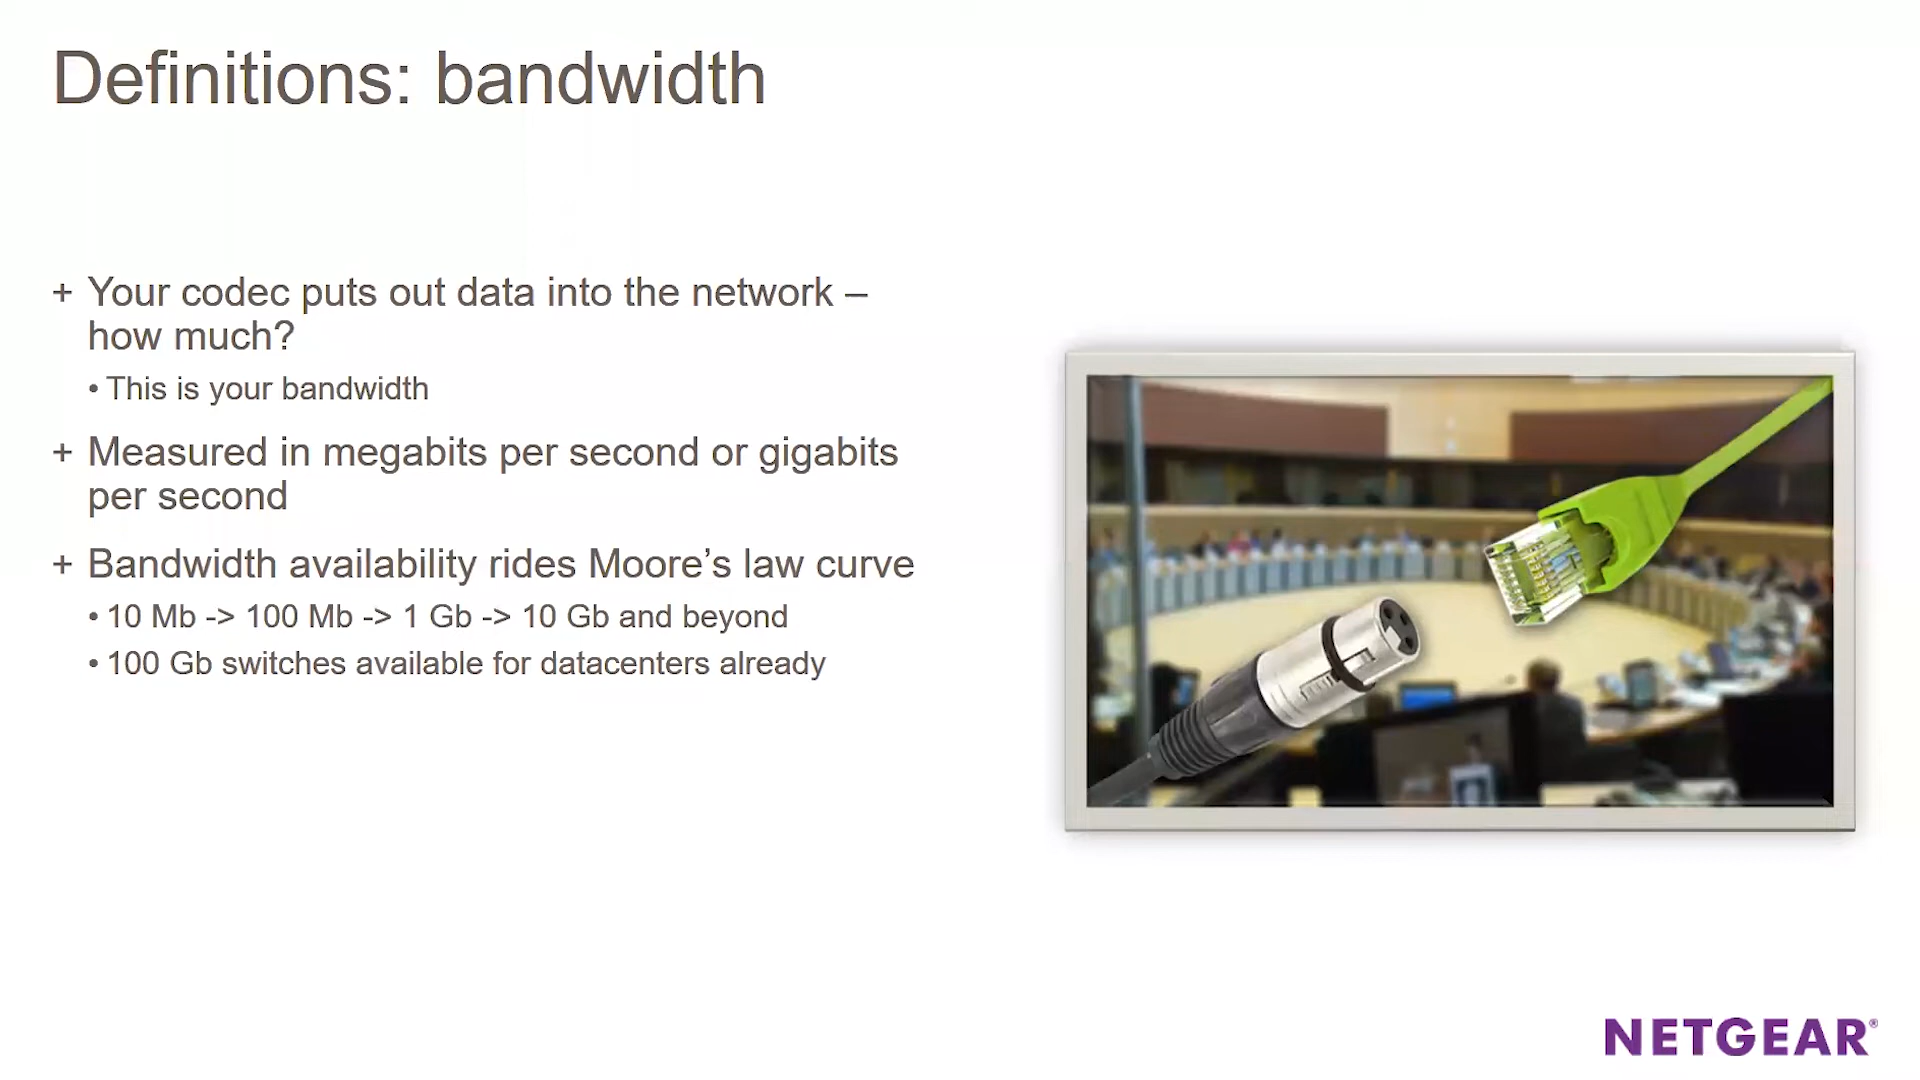 Definitions: bandwidth
+ Your codec puts out data into the network –
how much?
• This is your bandwidth
+ Measured in megabits per second or gigabits
per second
+ Bandwidth availability rides Moore’s law curve
• 10 Mb -> 100 Mb -> 1 Gb -> 10 Gb and beyond
• 100 Gb switches available for datacenters already
NETGEAR®